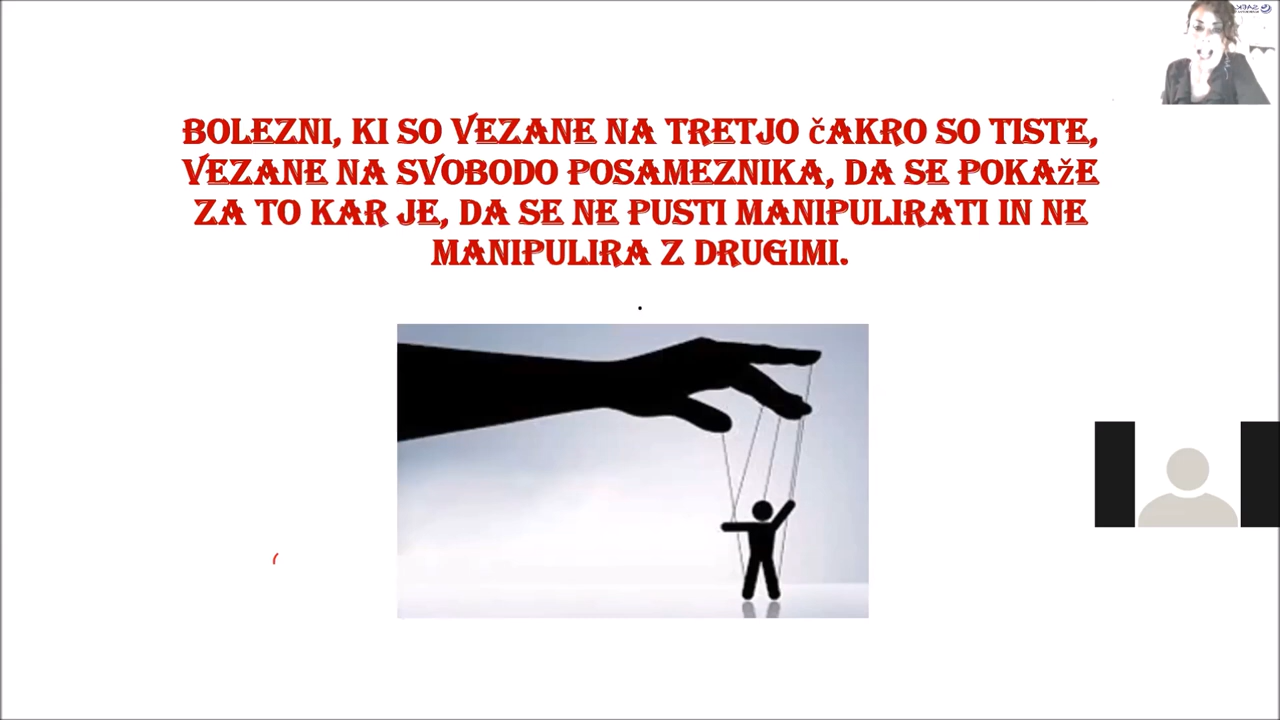 BOLEZNI, KI SO VEZANE NA TRETJO ČAKRO SO TISTE,
VEZANE NA SVOBODO POSAMEZNIKA, DA SE POKAŽE
ZA TO KAR JE, DA SE NE PUSTI MANIPULIRATI IN NE
MANIPULIRA Z DRUGIMI.
.